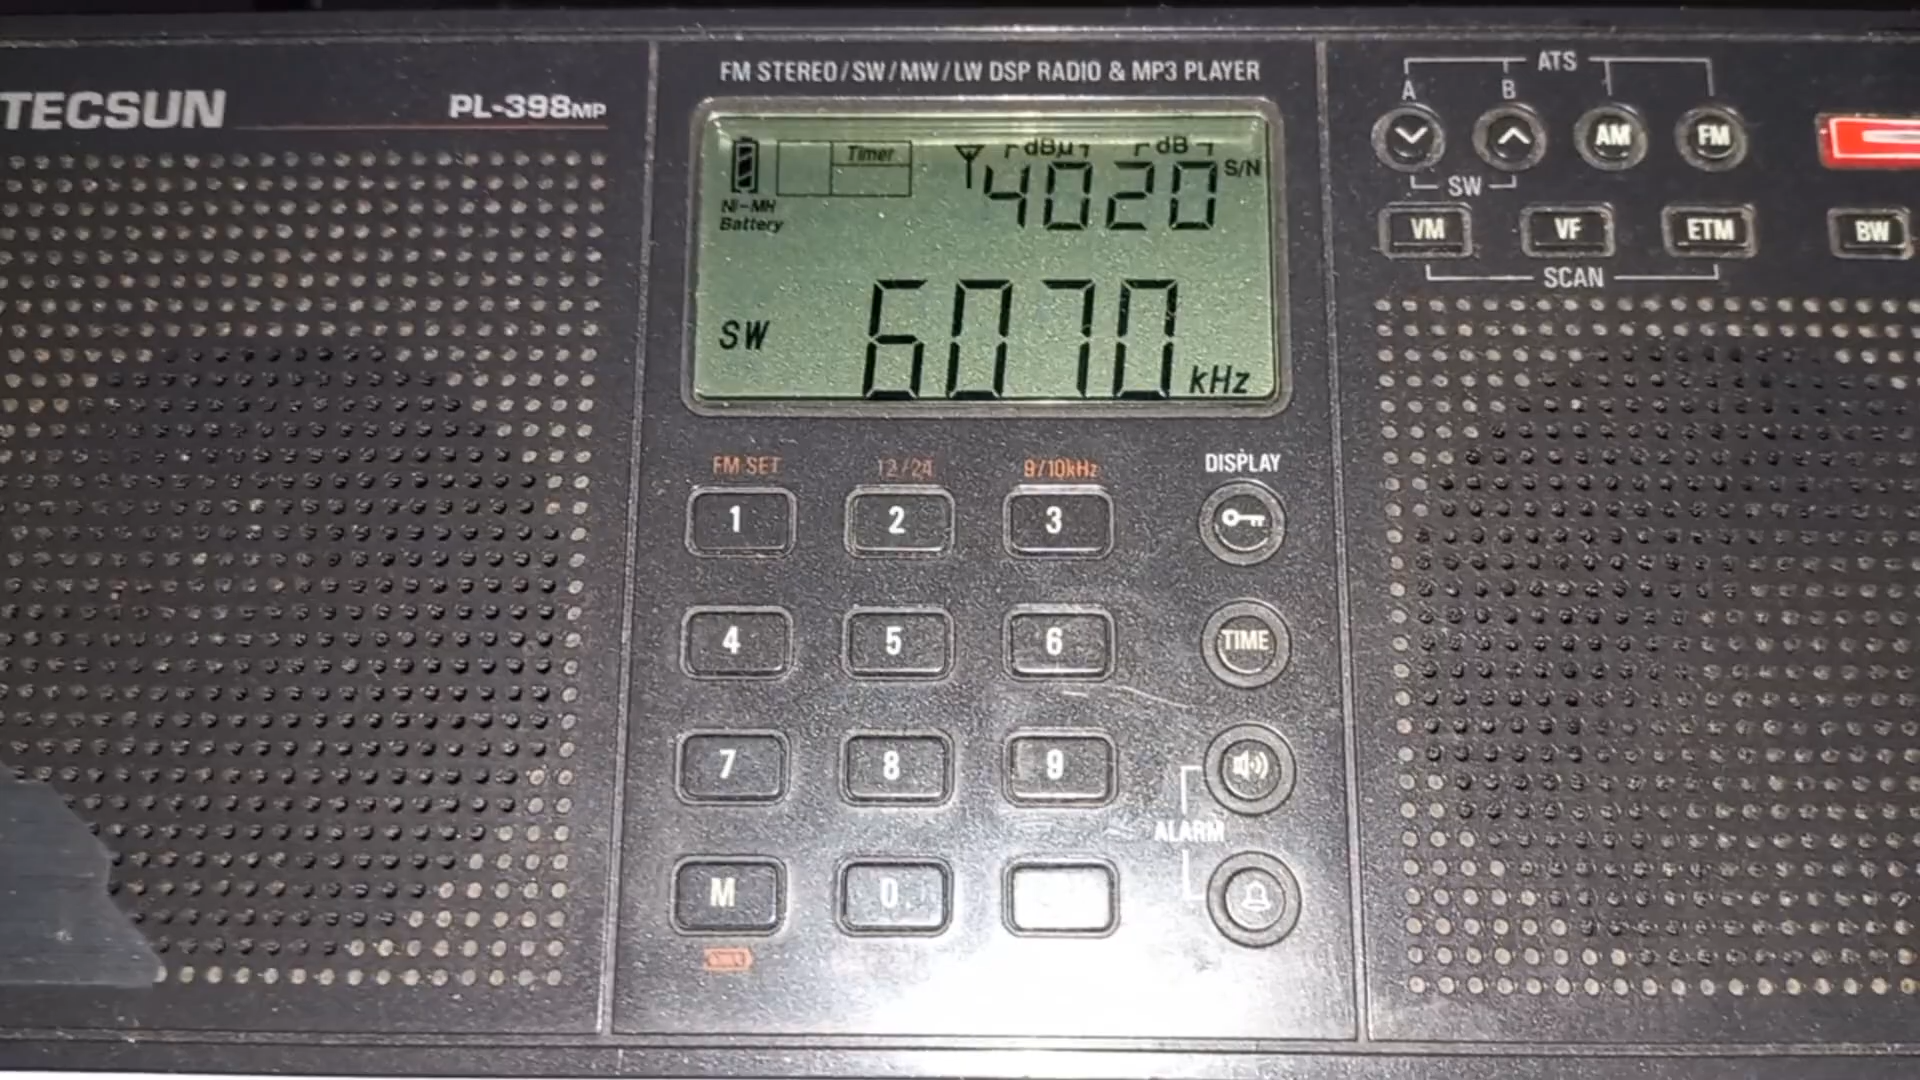 TECSUN
PL-398MP
FM STEREO/SW/MW/LW DSP RADIO & MP3 PLAYER
Timer
dBµ
dB
4020
S/N
Ni-MH
Battery
SW
6070
kHz
ATS
A
B
AM
FM
SW
VM
VF
ETM
BW
SCAN
FM SET
12/24
9/10kHz
DISPLAY
1
2
3
4
5
6
TIME
7
8
9
ALARM
M
0